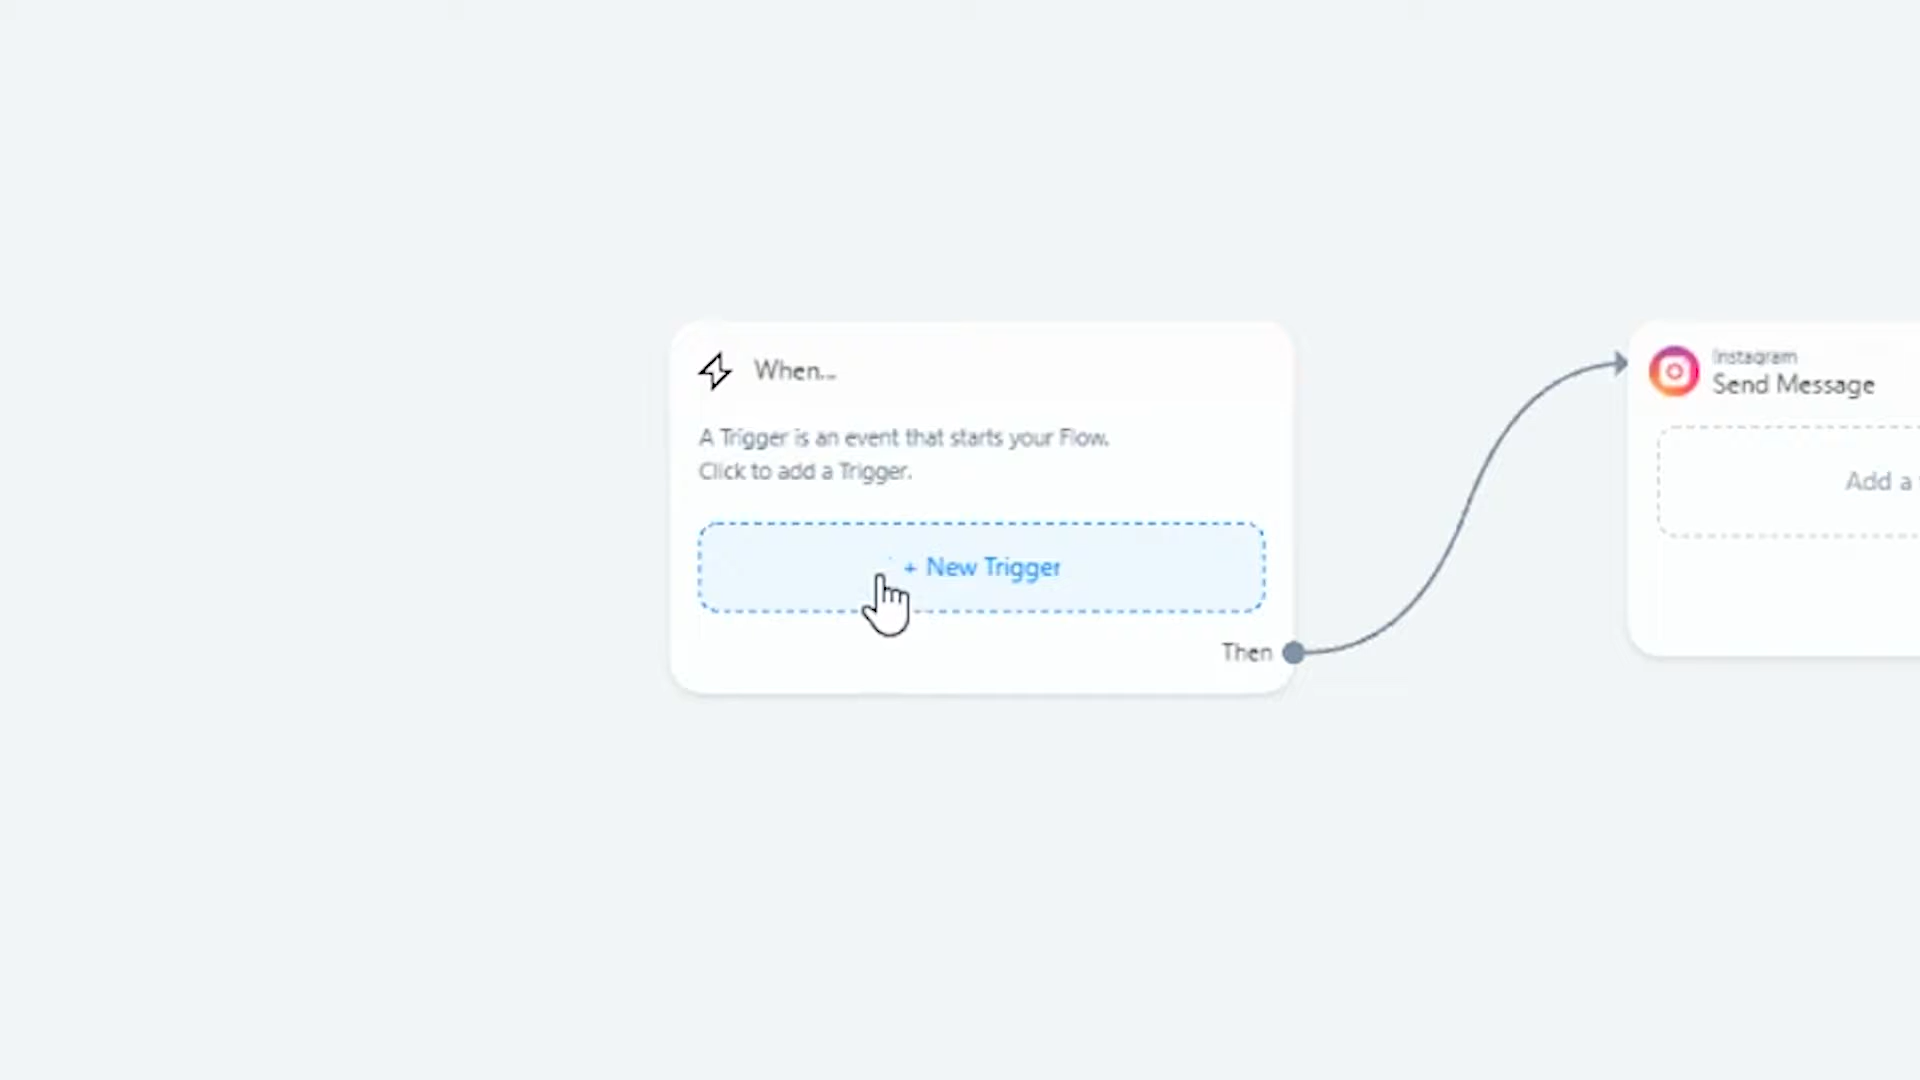 When...
A Trigger is an event that starts your Flow.
Click to add a Trigger.
+ New Trigger
Then
Instagram
Send Message
Add a